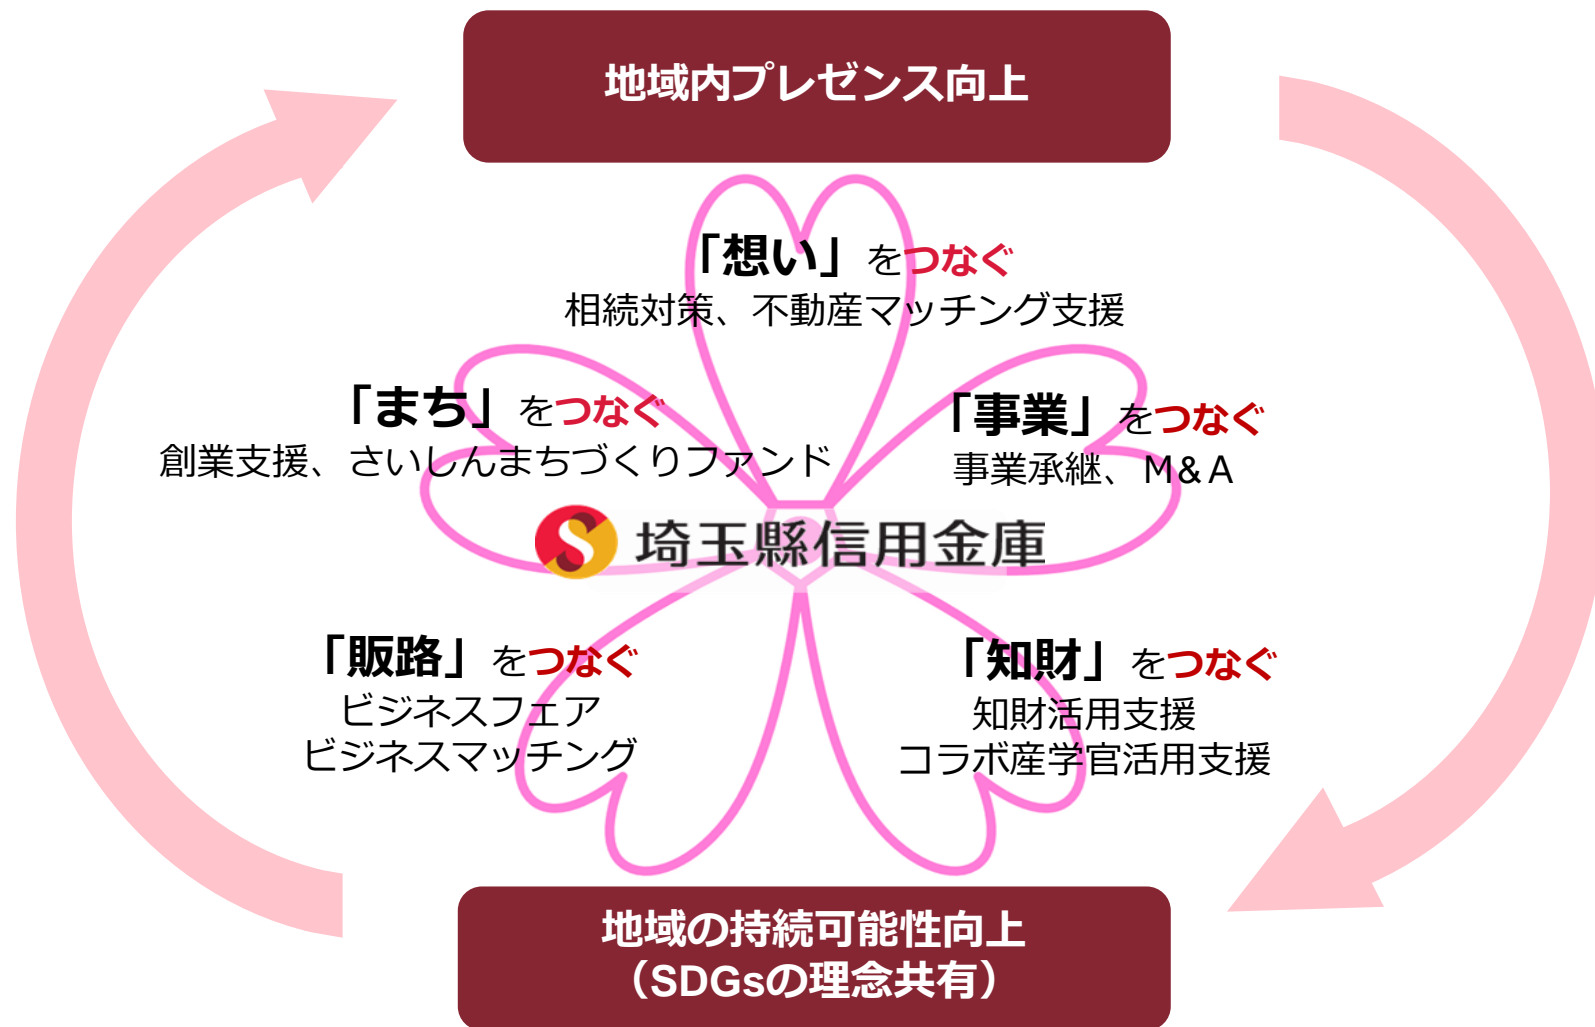 地域内プレゼンス向上
「想い」をつなぐ
相続対策、不動産マッチング支援
「まち」をつなぐ
創業支援、さいしんまちづくりファンド
「事業」をつなぐ
事業承継、M&A
埼玉縣信用金庫
「販路」をつなぐ
ビジネスフェア
ビジネスマッチング
「知財」をつなぐ
知財活用支援
コラボ産学官活用支援
地域の持続可能性向上
（SDGsの理念共有）